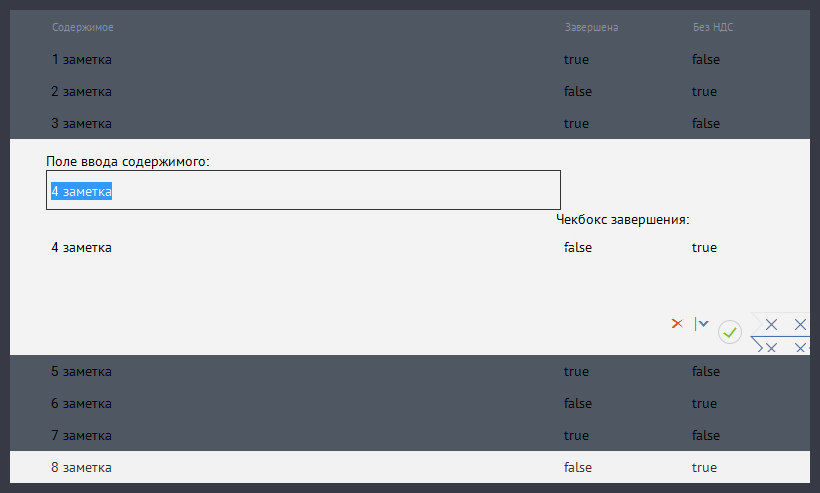 Содержимое Завершена Без НДС
1 заметка true false
2 заметка false true
3 заметка true false
Поле ввода содержимого:
4 заметка
Чекбокс завершения:
4 заметка false true
5 заметка true false
6 заметка false true
7 заметка true false
8 заметка false true